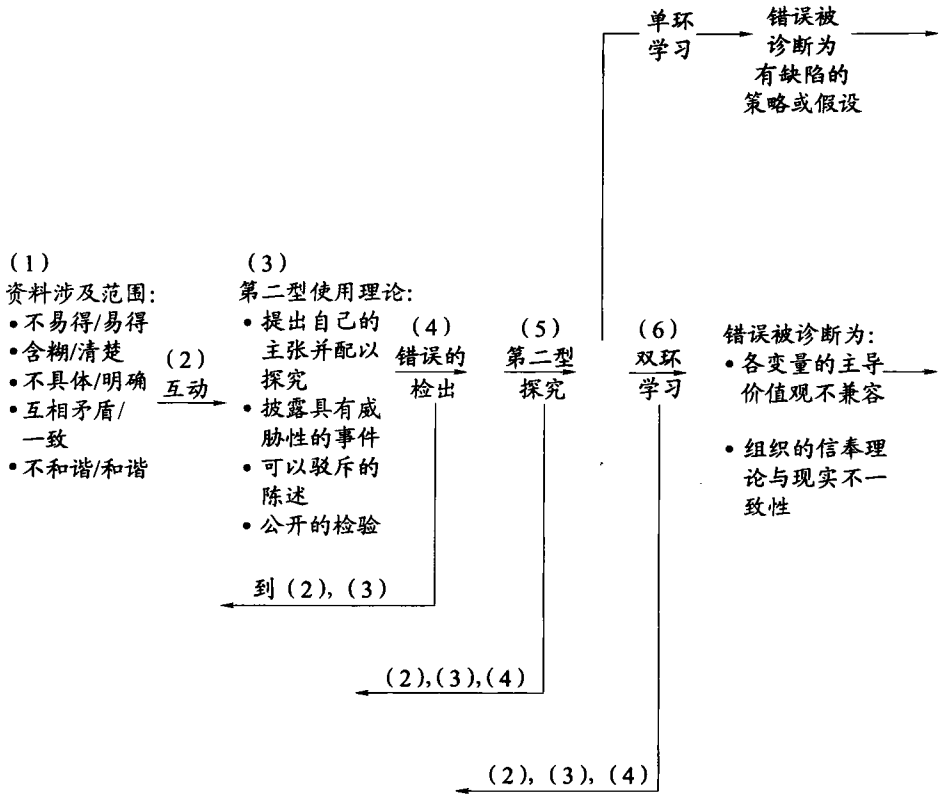 单环
学习
错误被
诊断为
有缺陷的
策略或假设
(1)
资料涉及范围:
•不易得/易得
•含糊/清楚
•不具体/明确
•互相矛盾/
一致
•不和谐/和谐
(2)
互动
(3)
第二型使用理论:
•提出自己的
主张并配以
探究
•披露具有威
胁性的事件
•可以驳斥的
陈述
•公开的检验
(4)
错误的
检出
(5)
第二型
探究
(6)
双环
学习
错误被诊断为:
•各变量的主导
价值观不兼容
•组织的信奉理
论与现实不一
致性
到(2),(3)
(2),(3),(4)
(2),(3),(4)